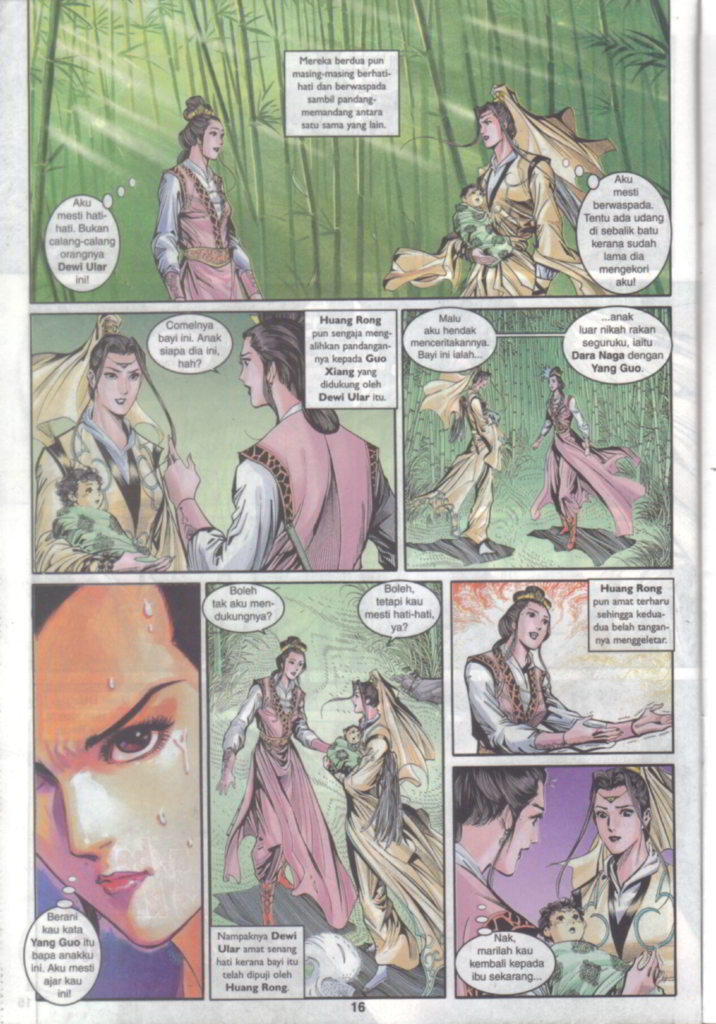 Mereka berdua pun
masing-masing berhati-
hati dan berwaspada
sambil pandang-
memandang antara
satu sama yang lain.
Aku
mesti hati-
hati. Bukan
calang-calang
orangnya
Dewi Ular
ini!
Aku
mesti
berwaspada.
Tentu ada udang
di sebalik batu
kerana sudah
lama dia
mengekori
aku!
Comelnya
bayi ini. Anak
siapa dia ini,
hah?
Huang Rong
pun sengaja meng-
alihkan pandangan-
nya kepada Guo
Xiang yang
didukung oleh
Dewi Ular itu.
Malu
aku hendak
menceritakannya.
Bayi ini ialah...
...anak
luar nikah rakan
seguruku, iaitu
Dara Naga dengan
Yang Guo.
Berani
kau kata
Yang Guo itu
bapa anakku
ini. Aku mesti
ajar kau
ini!
Boleh
tak aku men-
dukungnya?
Boleh,
tetapi kau
mesti hati-hati,
ya?
Nampaknya Dewi
Ular amat senang
hati kerana bayi itu
telah dipuji oleh
Huang Rong.
Huang Rong
pun amat terharu
sehingga kedua-
dua belah tangan-
nya menggeletar.
Nak,
marilah kau
kembali kepada
ibu sekarang...
16